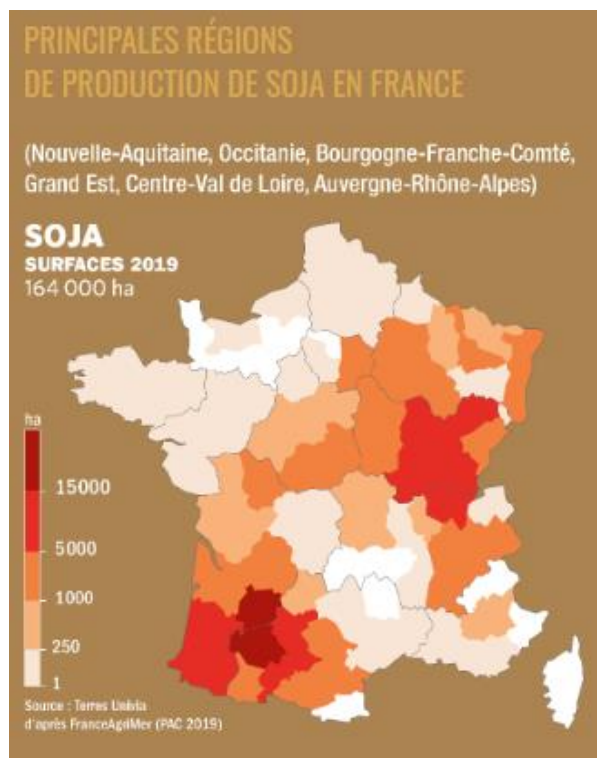 PRINCIPALES RÉGIONS
DE PRODUCTION DE SOJA EN FRANCE
(Nouvelle-Aquitaine, Occitanie, Bourgogne-Franche-Comté,
Grand Est, Centre-Val de Loire, Auvergne-Rhône-Alpes)
SOJA
SURFACES 2019
164 000 ha
ha
15000
5000
1000
250
1
Source : Terres Univia
d'après FranceAgriMer (PAC 2019)